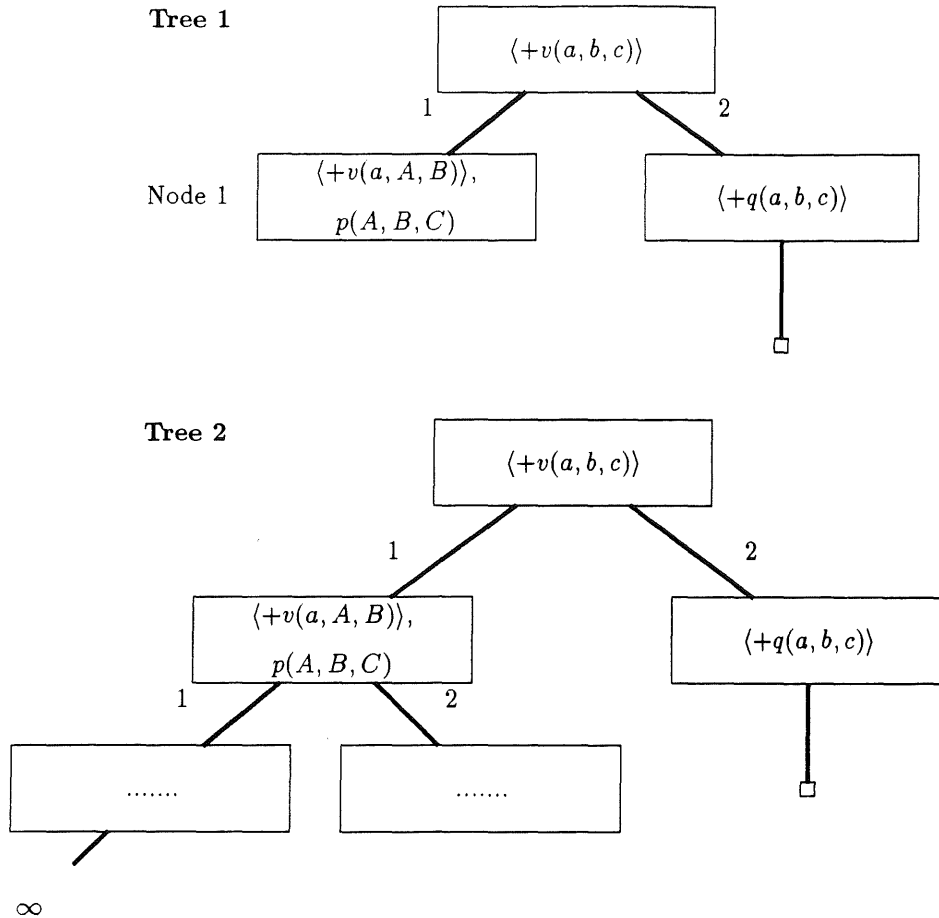 Tree 1
⟨+v(a, b, c)⟩
1
2
Node 1
⟨+v(a, A, B)⟩,
p(A, B, C)
⟨+q(a, b, c)⟩
Tree 2
⟨+v(a, b, c)⟩
1
2
⟨+v(a, A, B)⟩,
p(A, B, C)
⟨+q(a, b, c)⟩
1
2
.......
.......
∞